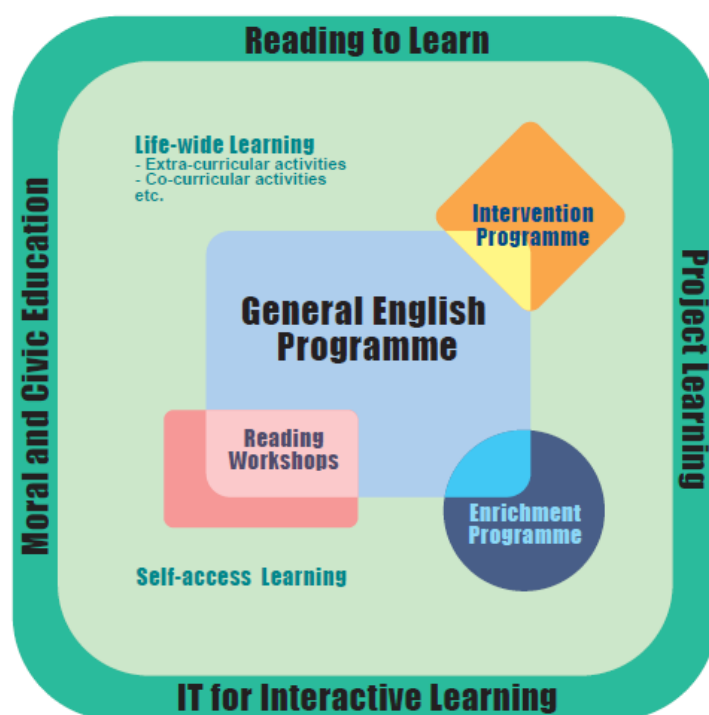 Reading to Learn
Life-wide Learning
- Extra-curricular activities
- Co-curricular activities
etc.
Intervention
Programme
General English
Programme
Moral and Civic Education
Project Learning
Reading
Workshops
Enrichment
Programme
Self-access Learning
IT for Interactive Learning